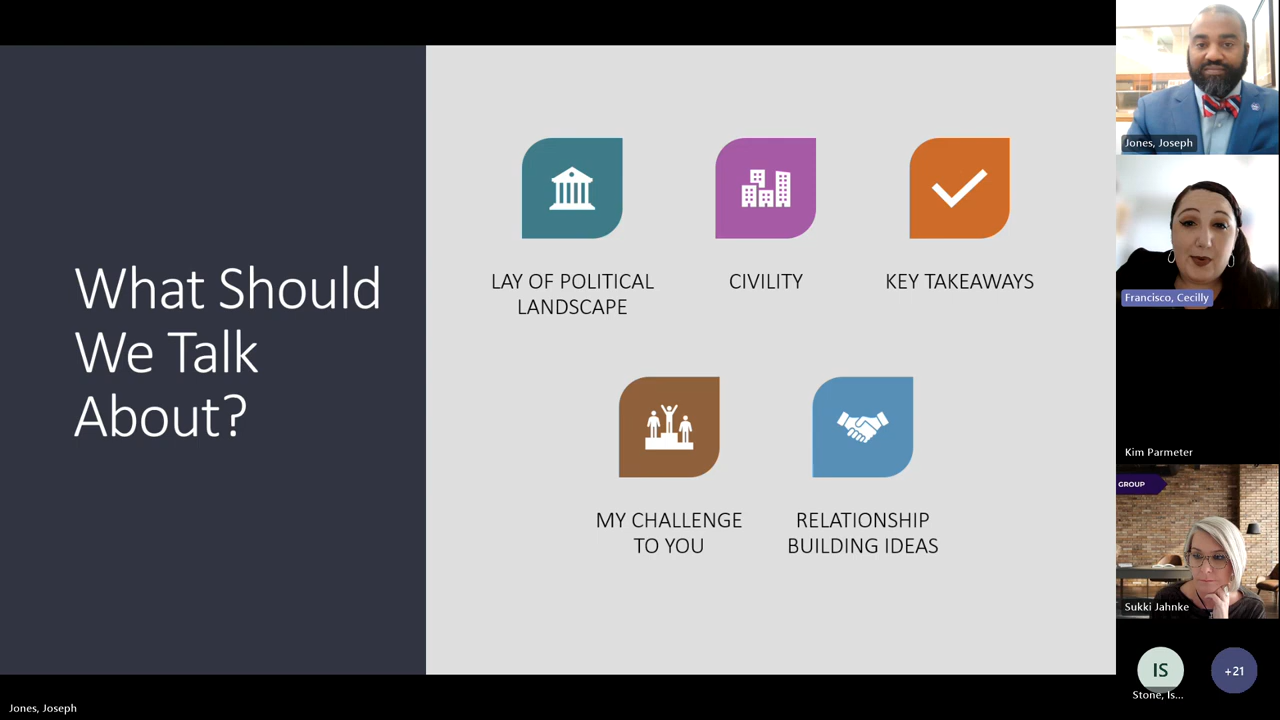 What Should
We Talk
About?
LAY OF POLITICAL
LANDSCAPE
CIVILITY
KEY TAKEAWAYS
MY CHALLENGE
TO YOU
RELATIONSHIP
BUILDING IDEAS
Jones, Joseph
Francisco, Cecilly
Kim Parmeter
GROUP
Sukki Jahnke
IS
+21
Stone, Is...
Jones, Joseph